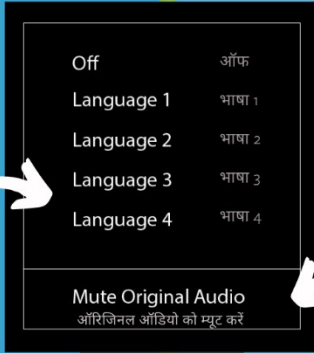 Off ऑफ
Language 1 भाषा 1
Language 2 भाषा 2
Language 3 भाषा 3
Language 4 भाषा 4
Mute Original Audio
ऑरिजिनल ऑडियो को म्यूट करें